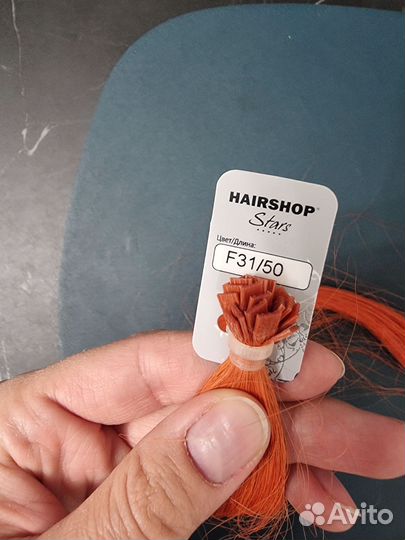 HAIRSHOP
Stars
Цвет/Длина:
F31/50
Avito